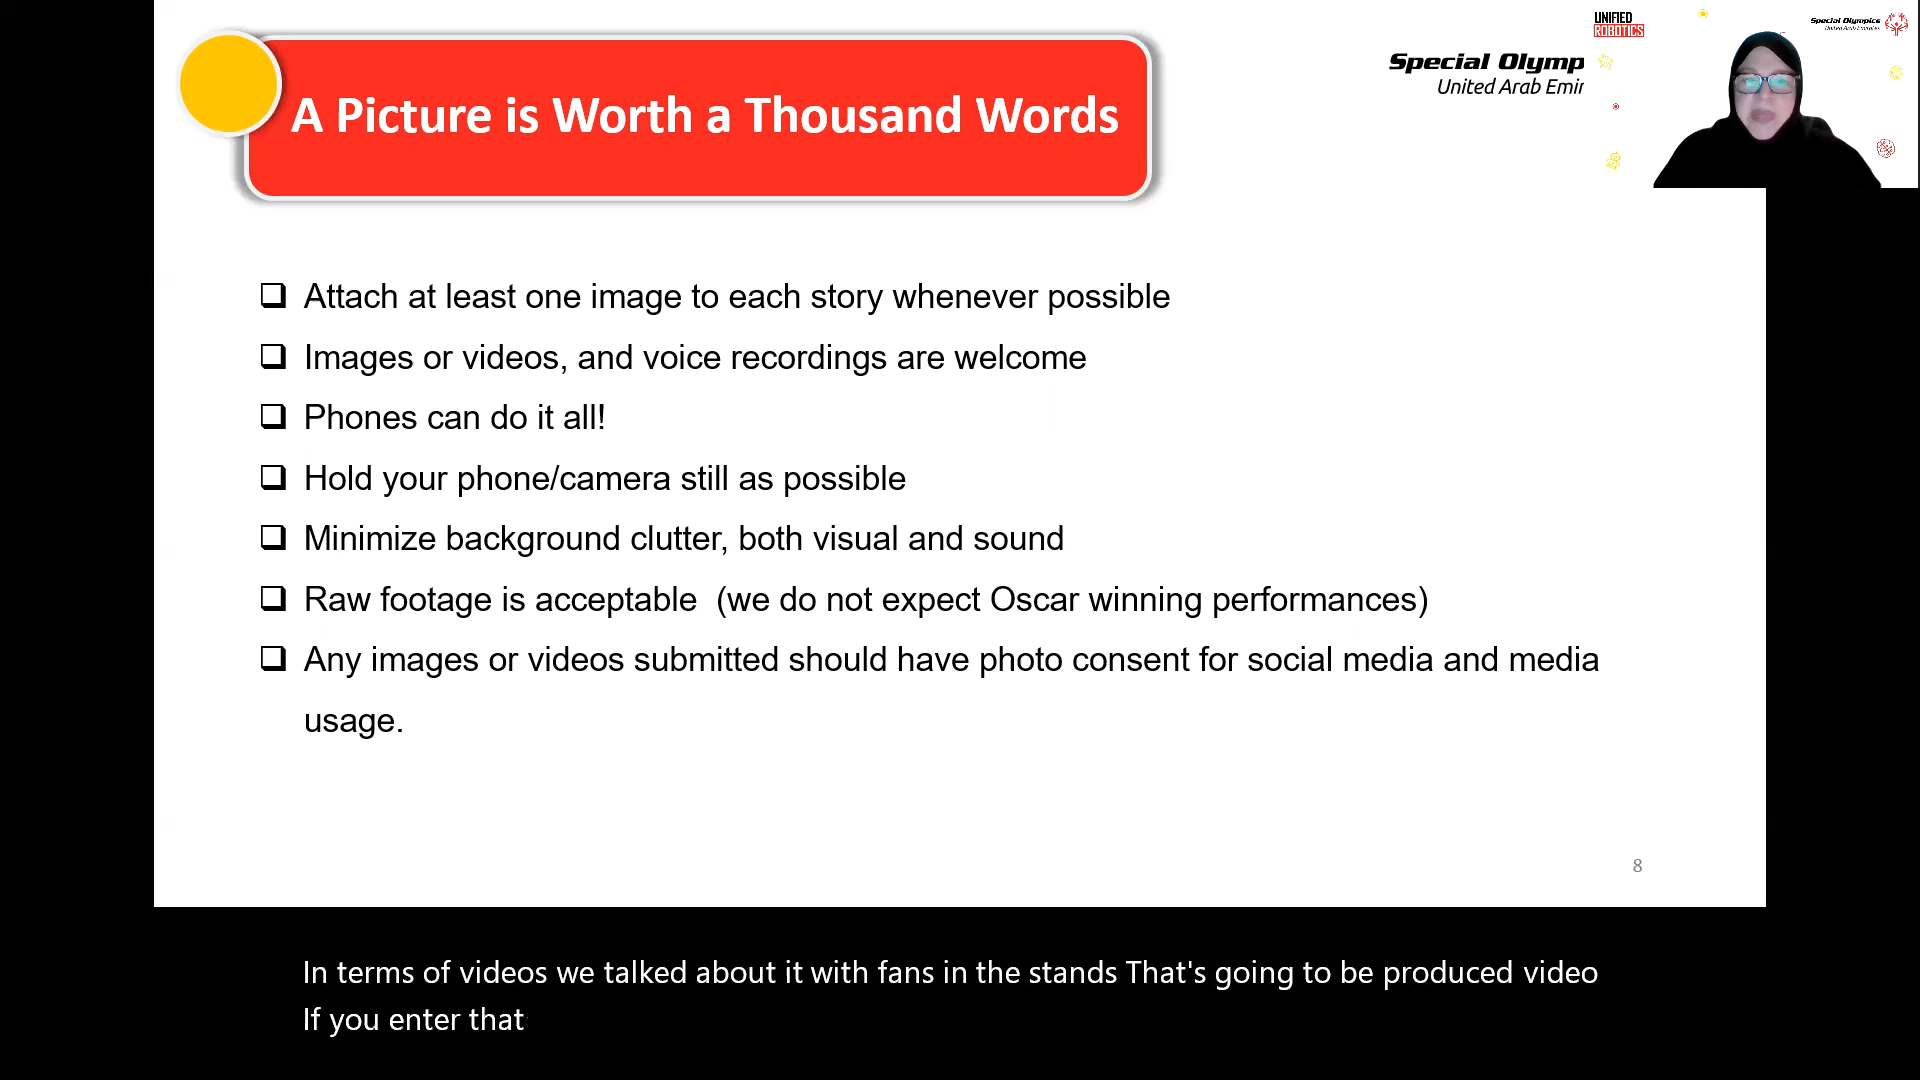 UNIFIED
ROBOTICS
Special Olympics
United Arab Emirates
Special Olymp
United Arab Emir
A Picture is Worth a Thousand Words
❑ Attach at least one image to each story whenever possible
❑ Images or videos, and voice recordings are welcome
❑ Phones can do it all!
❑ Hold your phone/camera still as possible
❑ Minimize background clutter, both visual and sound
❑ Raw footage is acceptable  (we do not expect Oscar winning performances)
❑ Any images or videos submitted should have photo consent for social media and media
usage.
8
In terms of videos we talked about it with fans in the stands That's going to be produced video
If you enter that